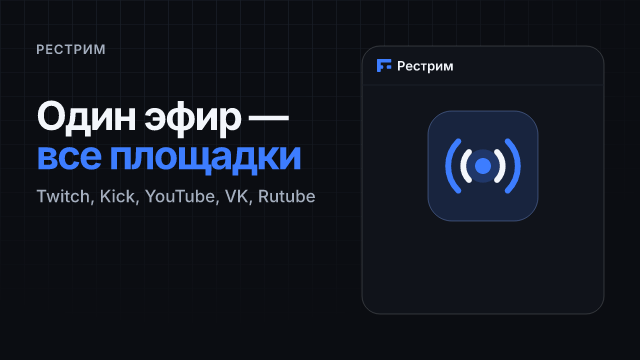 РЕСТРИМ
Один эфир —
все площадки
Twitch, Kick, YouTube, VK, Rutube
Рестрим